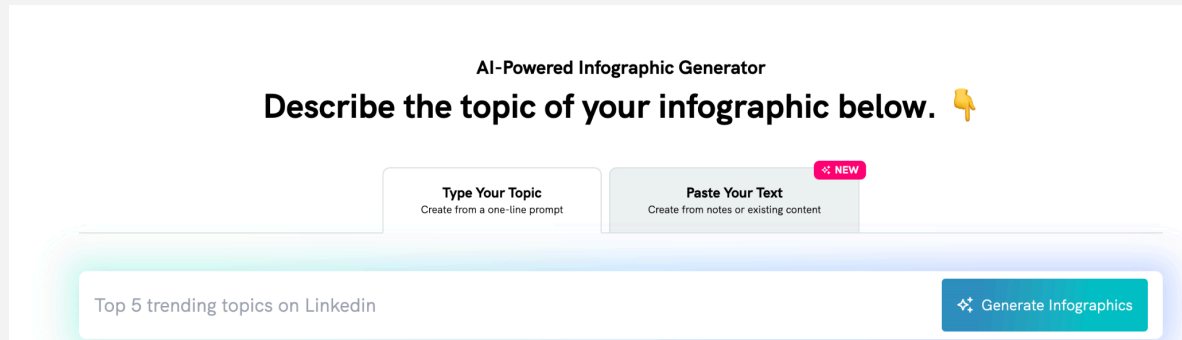 AI-Powered Infographic Generator
Describe the topic of your infographic below. 👇
Type Your Topic
Create from a one-line prompt
NEW
Paste Your Text
Create from notes or existing content
Top 5 trending topics on Linkedin
Generate Infographics